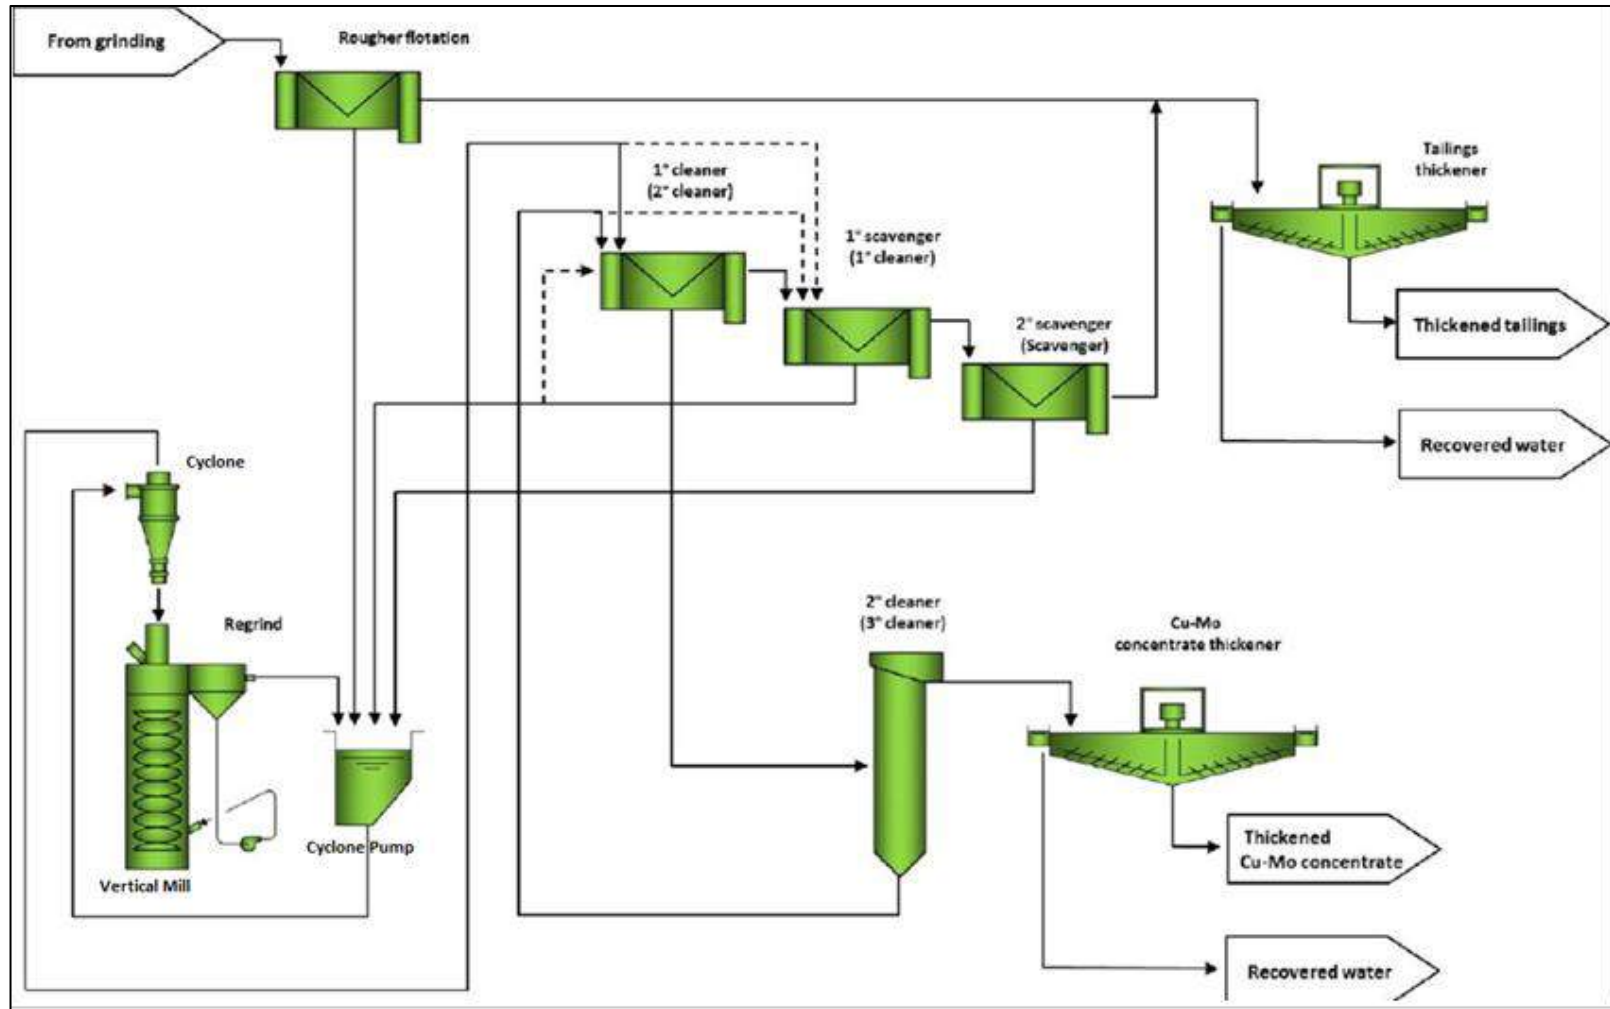 From grinding
Rougher flotation
Tailings
thickener
1° cleaner
(2° cleaner)
1° scavenger
(1° cleaner)
2° scavenger
(Scavenger)
Thickened tailings
Recovered water
Cyclone
Regrind
2° cleaner
(3° cleaner)
Cu-Mo
concentrate thickener
Cyclone Pump
Vertical Mill
Thickened
Cu-Mo concentrate
Recovered water